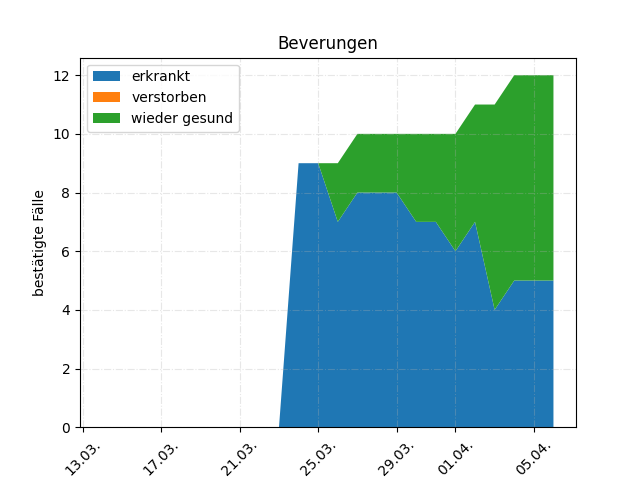 Beverungen
erkrankt
verstorben
wieder gesund
bestätigte Fälle
12
10
8
6
4
2
0
13.03.
17.03.
21.03.
25.03.
29.03.
01.04.
05.04.